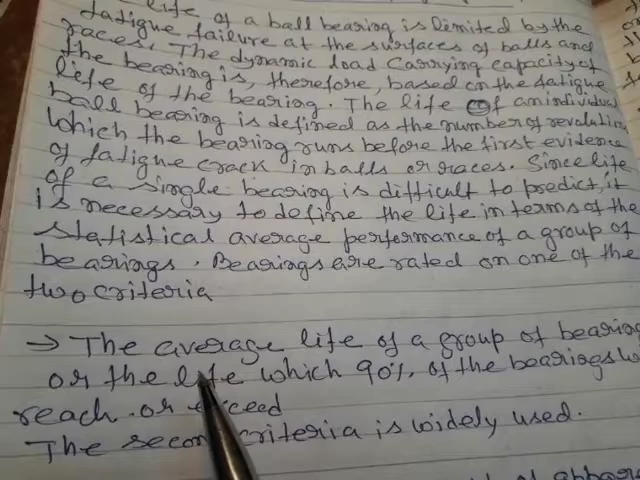 life of a ball bearing is limited by the
fatigue failure at the surfaces of balls and
races. The dynamic load carrying capacity of
the bearing is, therefore, based on the fatigue
life of the bearing. The life of an individual
ball bearing is defined as the number of revolution
which the bearing runs before the first evidence
of fatigue crack in balls or races. Since life
of a single bearing is difficult to predict, it
is necessary to define the life in terms of the
statistical average performance of a group of
bearings. Bearings are rated on one of the
two criteria
→ The average life of a group of bearing
or the life which 90% of the bearings
reach or exceed
The second criteria is widely used.
of